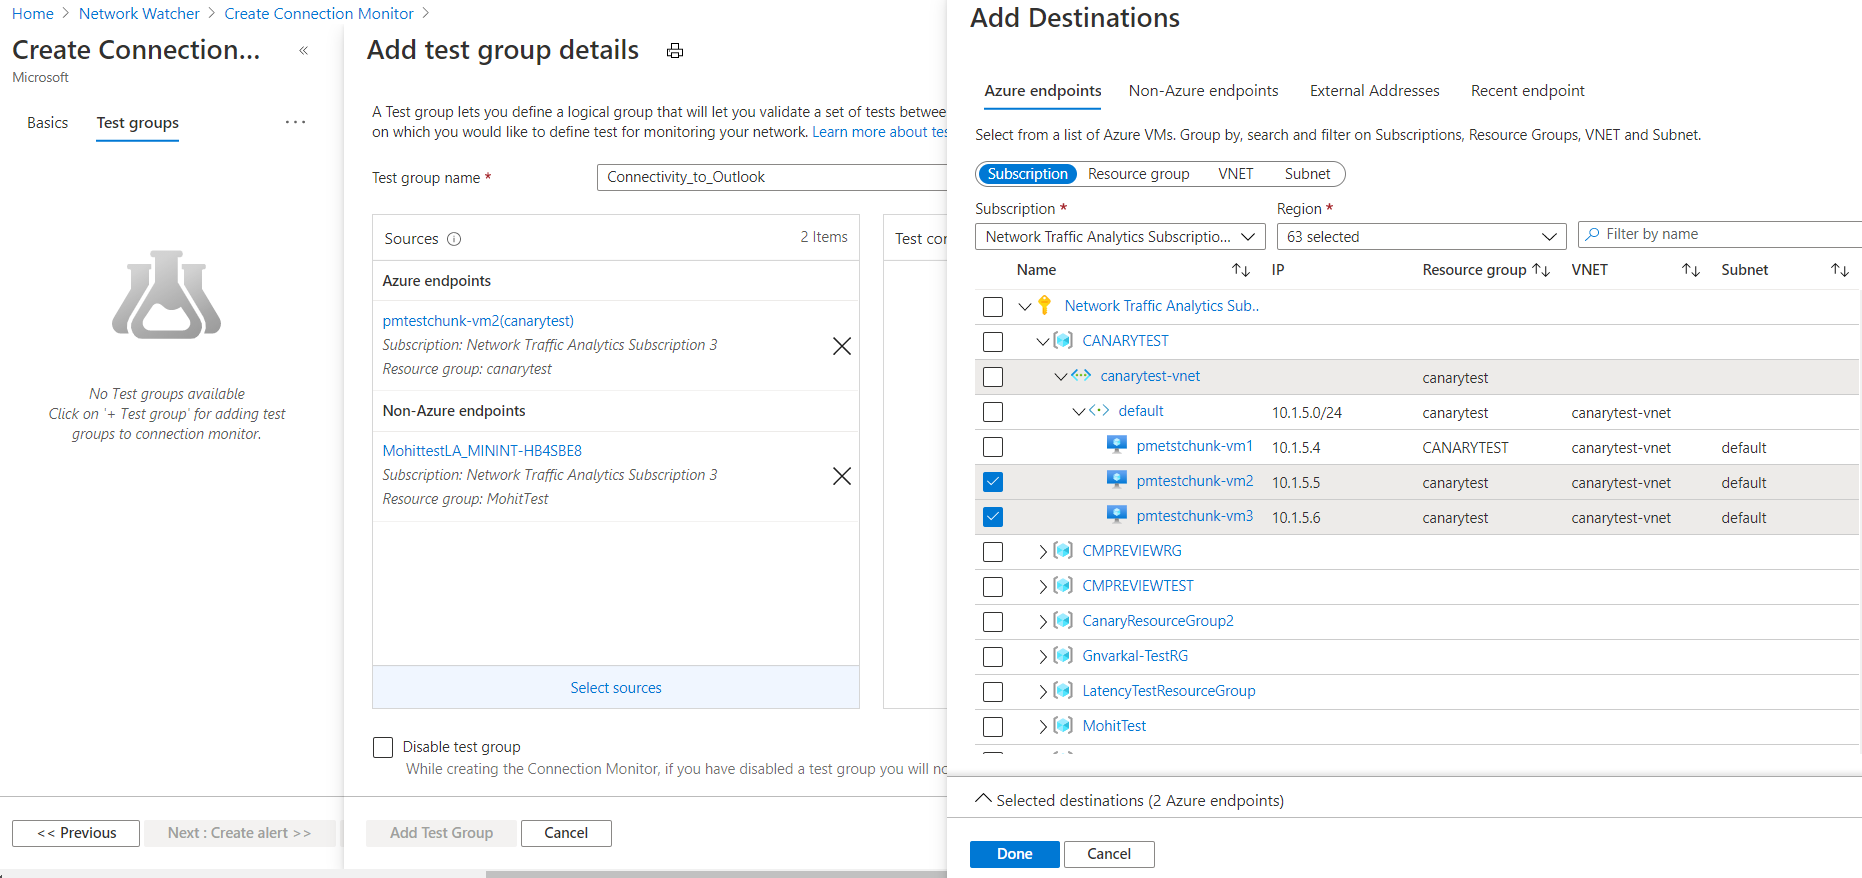 Home > Network Watcher > Create Connection Monitor >
Create Connection... «
Microsoft
Basics
Test groups
...
No Test groups available
Click on '+ Test group' for adding test
groups to connection monitor.
<< Previous
Next : Create alert >>
Add test group details
A Test group lets you define a logical group that will let you validate a set of tests betwee
on which you would like to define test for monitoring your network. Learn more about tes
Test group name *
Connectivity_to_Outlook
Sources
2 Items
Azure endpoints
pmtestchunk-vm2(canarytest)
Subscription: Network Traffic Analytics Subscription 3
Resource group: canarytest
Non-Azure endpoints
MohittestLA_MININT-HB4SBE8
Subscription: Network Traffic Analytics Subscription 3
Resource group: MohitTest
Select sources
Test cor
Disable test group
While creating the Connection Monitor, if you have disabled a test group you will no
Add Test Group
Cancel
Add Destinations
Azure endpoints
Non-Azure endpoints
External Addresses
Recent endpoint
Select from a list of Azure VMs. Group by, search and filter on Subscriptions, Resource Groups, VNET and Subnet.
Subscription Resource group VNET Subnet
Subscription *
Region *
Network Traffic Analytics Subscriptio...
63 selected
Filter by name
Name IP Resource group VNET Subnet
Network Traffic Analytics Sub..
CANARYTEST
canarytest-vnet canarytest
default 10.1.5.0/24 canarytest canarytest-vnet
pmetstchunk-vm1 10.1.5.4 CANARYTEST canarytest-vnet default
pmtestchunk-vm2 10.1.5.5 canarytest canarytest-vnet default
pmtestchunk-vm3 10.1.5.6 canarytest canarytest-vnet default
CMPREVIEWRG
CMPREVIEWTEST
CanaryResourceGroup2
Gnvarkal-TestRG
LatencyTestResourceGroup
MohitTest
Selected destinations (2 Azure endpoints)
Done
Cancel